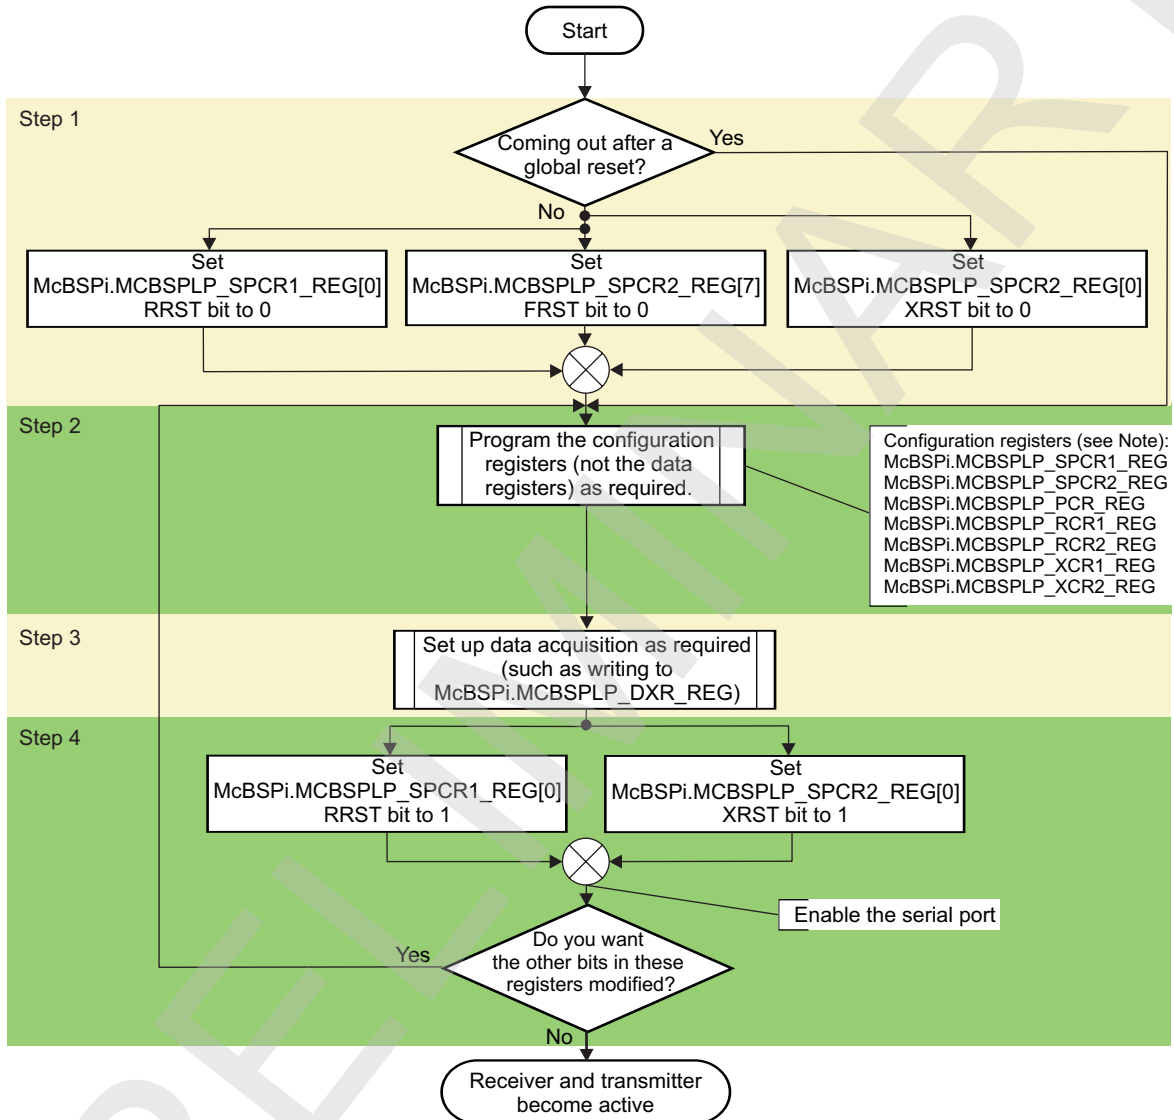 Start
Step 1
Coming out after a
global reset?
Yes
No
Set
McBSPi.MCBSPLP_SPCR1_REG[0]
RRST bit to 0
Set
McBSPi.MCBSPLP_SPCR2_REG[7]
FRST bit to 0
Set
McBSPi.MCBSPLP_SPCR2_REG[0]
XRST bit to 0
Step 2
Program the configuration
registers (not the data
registers) as required.
Configuration registers (see Note):
McBSPi.MCBSPLP_SPCR1_REG
McBSPi.MCBSPLP_SPCR2_REG
McBSPi.MCBSPLP_PCR_REG
McBSPi.MCBSPLP_RCR1_REG
McBSPi.MCBSPLP_RCR2_REG
McBSPi.MCBSPLP_XCR1_REG
McBSPi.MCBSPLP_XCR2_REG
Step 3
Set up data acquisition as required
(such as writing to
McBSPi.MCBSPLP_DXR_REG)
Step 4
Set
McBSPi.MCBSPLP_SPCR1_REG[0]
RRST bit to 1
Set
McBSPi.MCBSPLP_SPCR2_REG[0]
XRST bit to 1
Enable the serial port
Do you want
the other bits in these
registers modified?
Yes
No
Receiver and transmitter
become active
PRELIMINARY